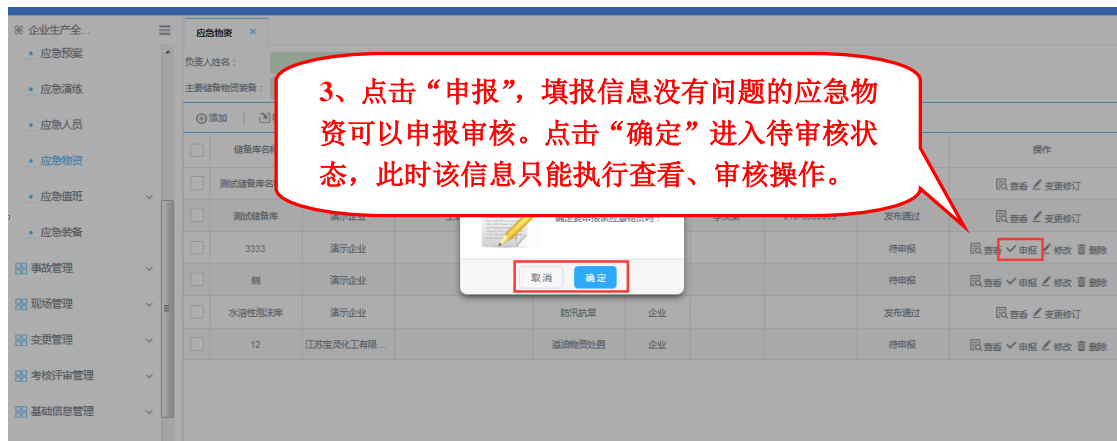 企业生产全...
应急物资 ×
应急预案
应急演练
应急人员
应急物资
应急值班
应急装备
事故管理
现场管理
变更管理
考核评审管理
基础信息管理
负责人姓名：
主要储备物资装备：
3、点击“申报”，填报信息没有问题的应急物
资可以申报审核。点击“确定”进入待审核状
态，此时该信息只能执行查看、审核操作。
添加
储备库名称 操作
测试储备库名 查看 变更修订
测试储备库 演示企业 发布通过 查看 变更修订
确定要申报该应急物资吗？
取消 确定
3333 演示企业 待申报 查看 申报 修改 删除
侧 演示企业 待申报 查看 申报 修改 删除
水溶性泡沫库 演示企业 防汛抗旱 企业 发布通过 查看 变更修订
12 江苏宝灵化工有限... 溢油物资处置 企业 待申报 查看 申报 修改 删除